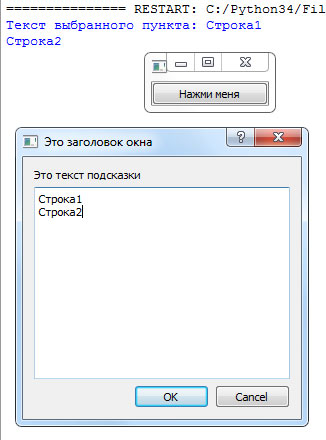 =============== RESTART: C:/Python34/Fil
Текст выбранного пункта: Строка1
Строка2
Нажми меня
Это заголовок окна
Это текст подсказки
Строка1
Строка2
OK Cancel